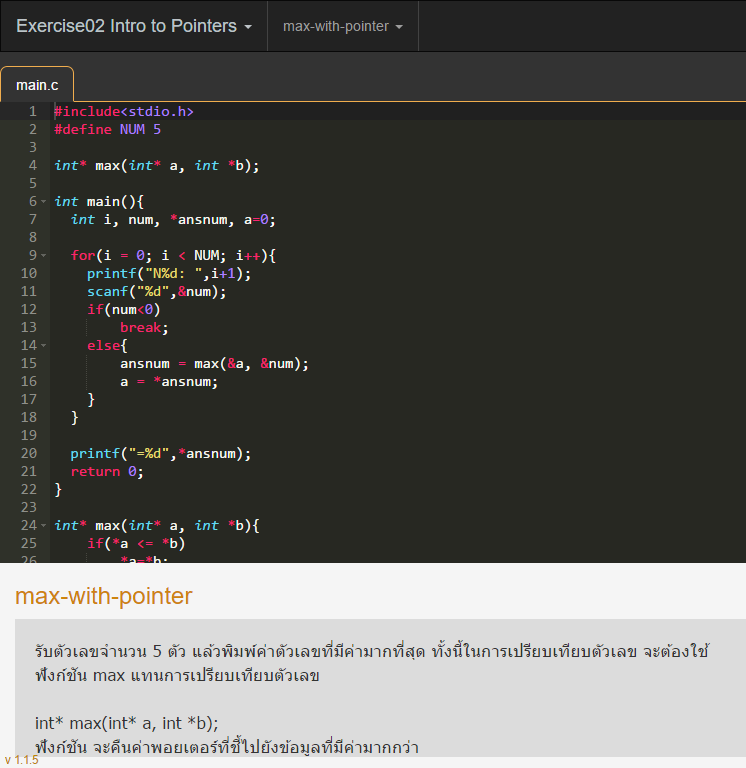 Exercise02 Intro to Pointers max-with-pointer
main.c
1 #include<stdio.h>
2 #define NUM 5
3
4 int* max(int* a, int *b);
5
6 int main(){
7 int i, num, *ansnum, a=0;
8
9 for(i = 0; i < NUM; i++){
10 printf("N%d: ",i+1);
11 scanf("%d",&num);
12 if(num<0)
13 break;
14 else{
15 ansnum = max(&a, &num);
16 a = *ansnum;
17 }
18 }
19
20 printf("=%d",*ansnum);
21 return 0;
22 }
23
24 int* max(int* a, int *b){
25 if(*a <= *b)
26 *a=*b;
max-with-pointer
รับตัวเลขจำนวน 5 ตัว แล้วพิมพ์ค่าตัวเลขที่มีค่ามากที่สุด ทั้งนี้ในการเปรียบเทียบตัวเลข จะต้องใช้
ฟังก์ชัน max แทนการเปรียบเทียบตัวเลข
int* max(int* a, int *b);
ฟังก์ชัน จะคืนค่าพอยเตอร์ที่ชี้ไปยังข้อมูลที่มีค่ามากกว่า
v 1.1.5